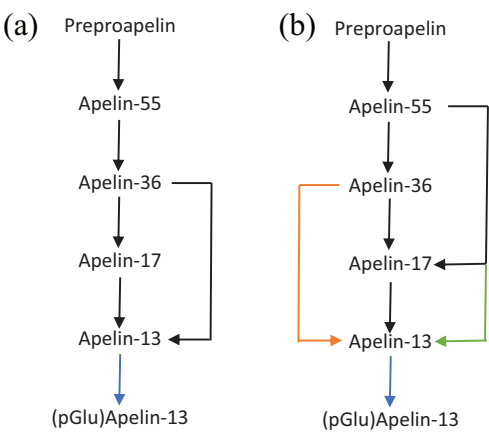 (a)
Preproapelin
Apelin-55
Apelin-36
Apelin-17
Apelin-13
(pGlu)Apelin-13
(b)
Preproapelin
Apelin-55
Apelin-36
Apelin-17
Apelin-13
(pGlu)Apelin-13